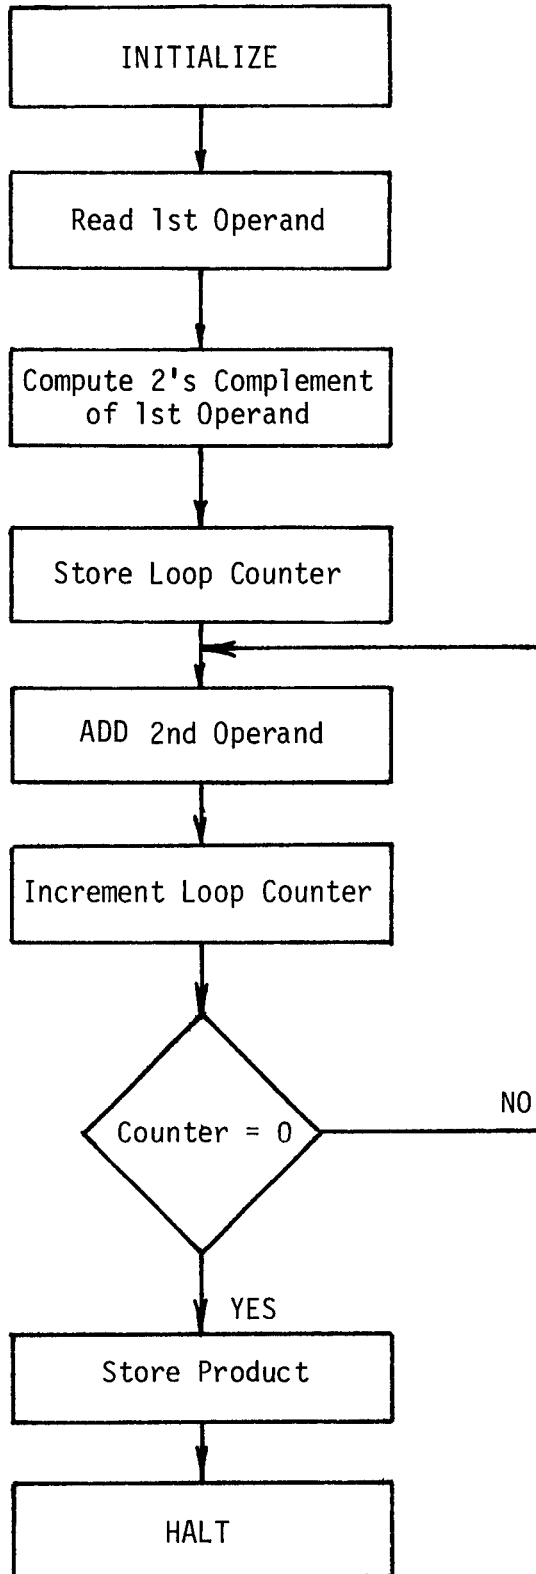 INITIALIZE
Read 1st Operand
Compute 2's Complement
of 1st Operand
Store Loop Counter
ADD 2nd Operand
Increment Loop Counter
Counter = 0
NO
YES
Store Product
HALT